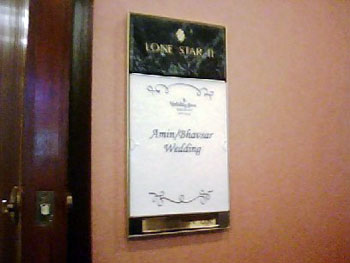 LONE STAR II
Amin/Bhavsar
Wedding